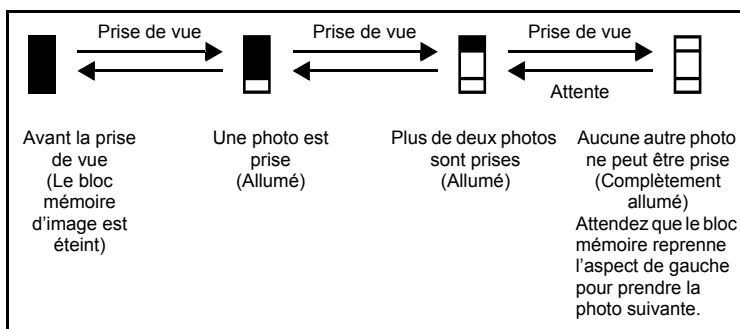 Prise de vue
Prise de vue
Prise de vue
Attente
Avant la prise
de vue
(Le bloc
mémoire
d'image est
éteint)
Une photo est
prise
(Allumé)
Plus de deux photos
sont prises
(Allumé)
Aucune autre photo
ne peut être prise
(Complètement
allumé)
Attendez que le bloc
mémoire reprenne
l'aspect de gauche
pour prendre la
photo suivante.